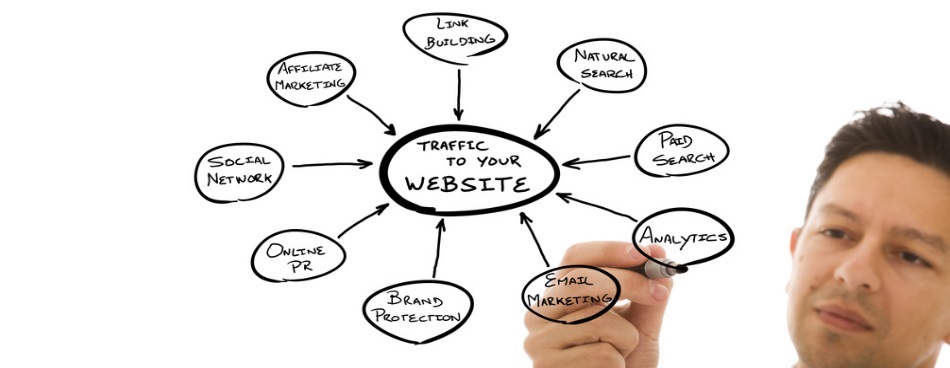 LINK
BUILDING
NATURAL
SEARCH
AFFILIATE
MARKETING
PAID
SEARCH
TRAFFIC
TO YOUR
WEBSITE
SOCIAL
NETWORK
ANALYTICS
ONLINE
PR
EMAIL
MARKETING
BRAND
PROTECTION